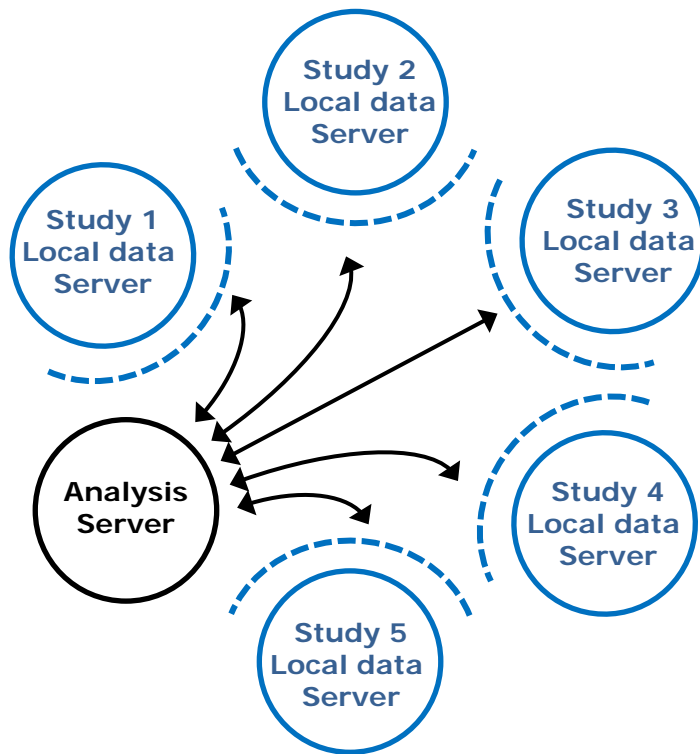 Study 2
Local data
Server
Study 1
Local data
Server
Study 3
Local data
Server
Analysis
Server
Study 4
Local data
Server
Study 5
Local data
Server